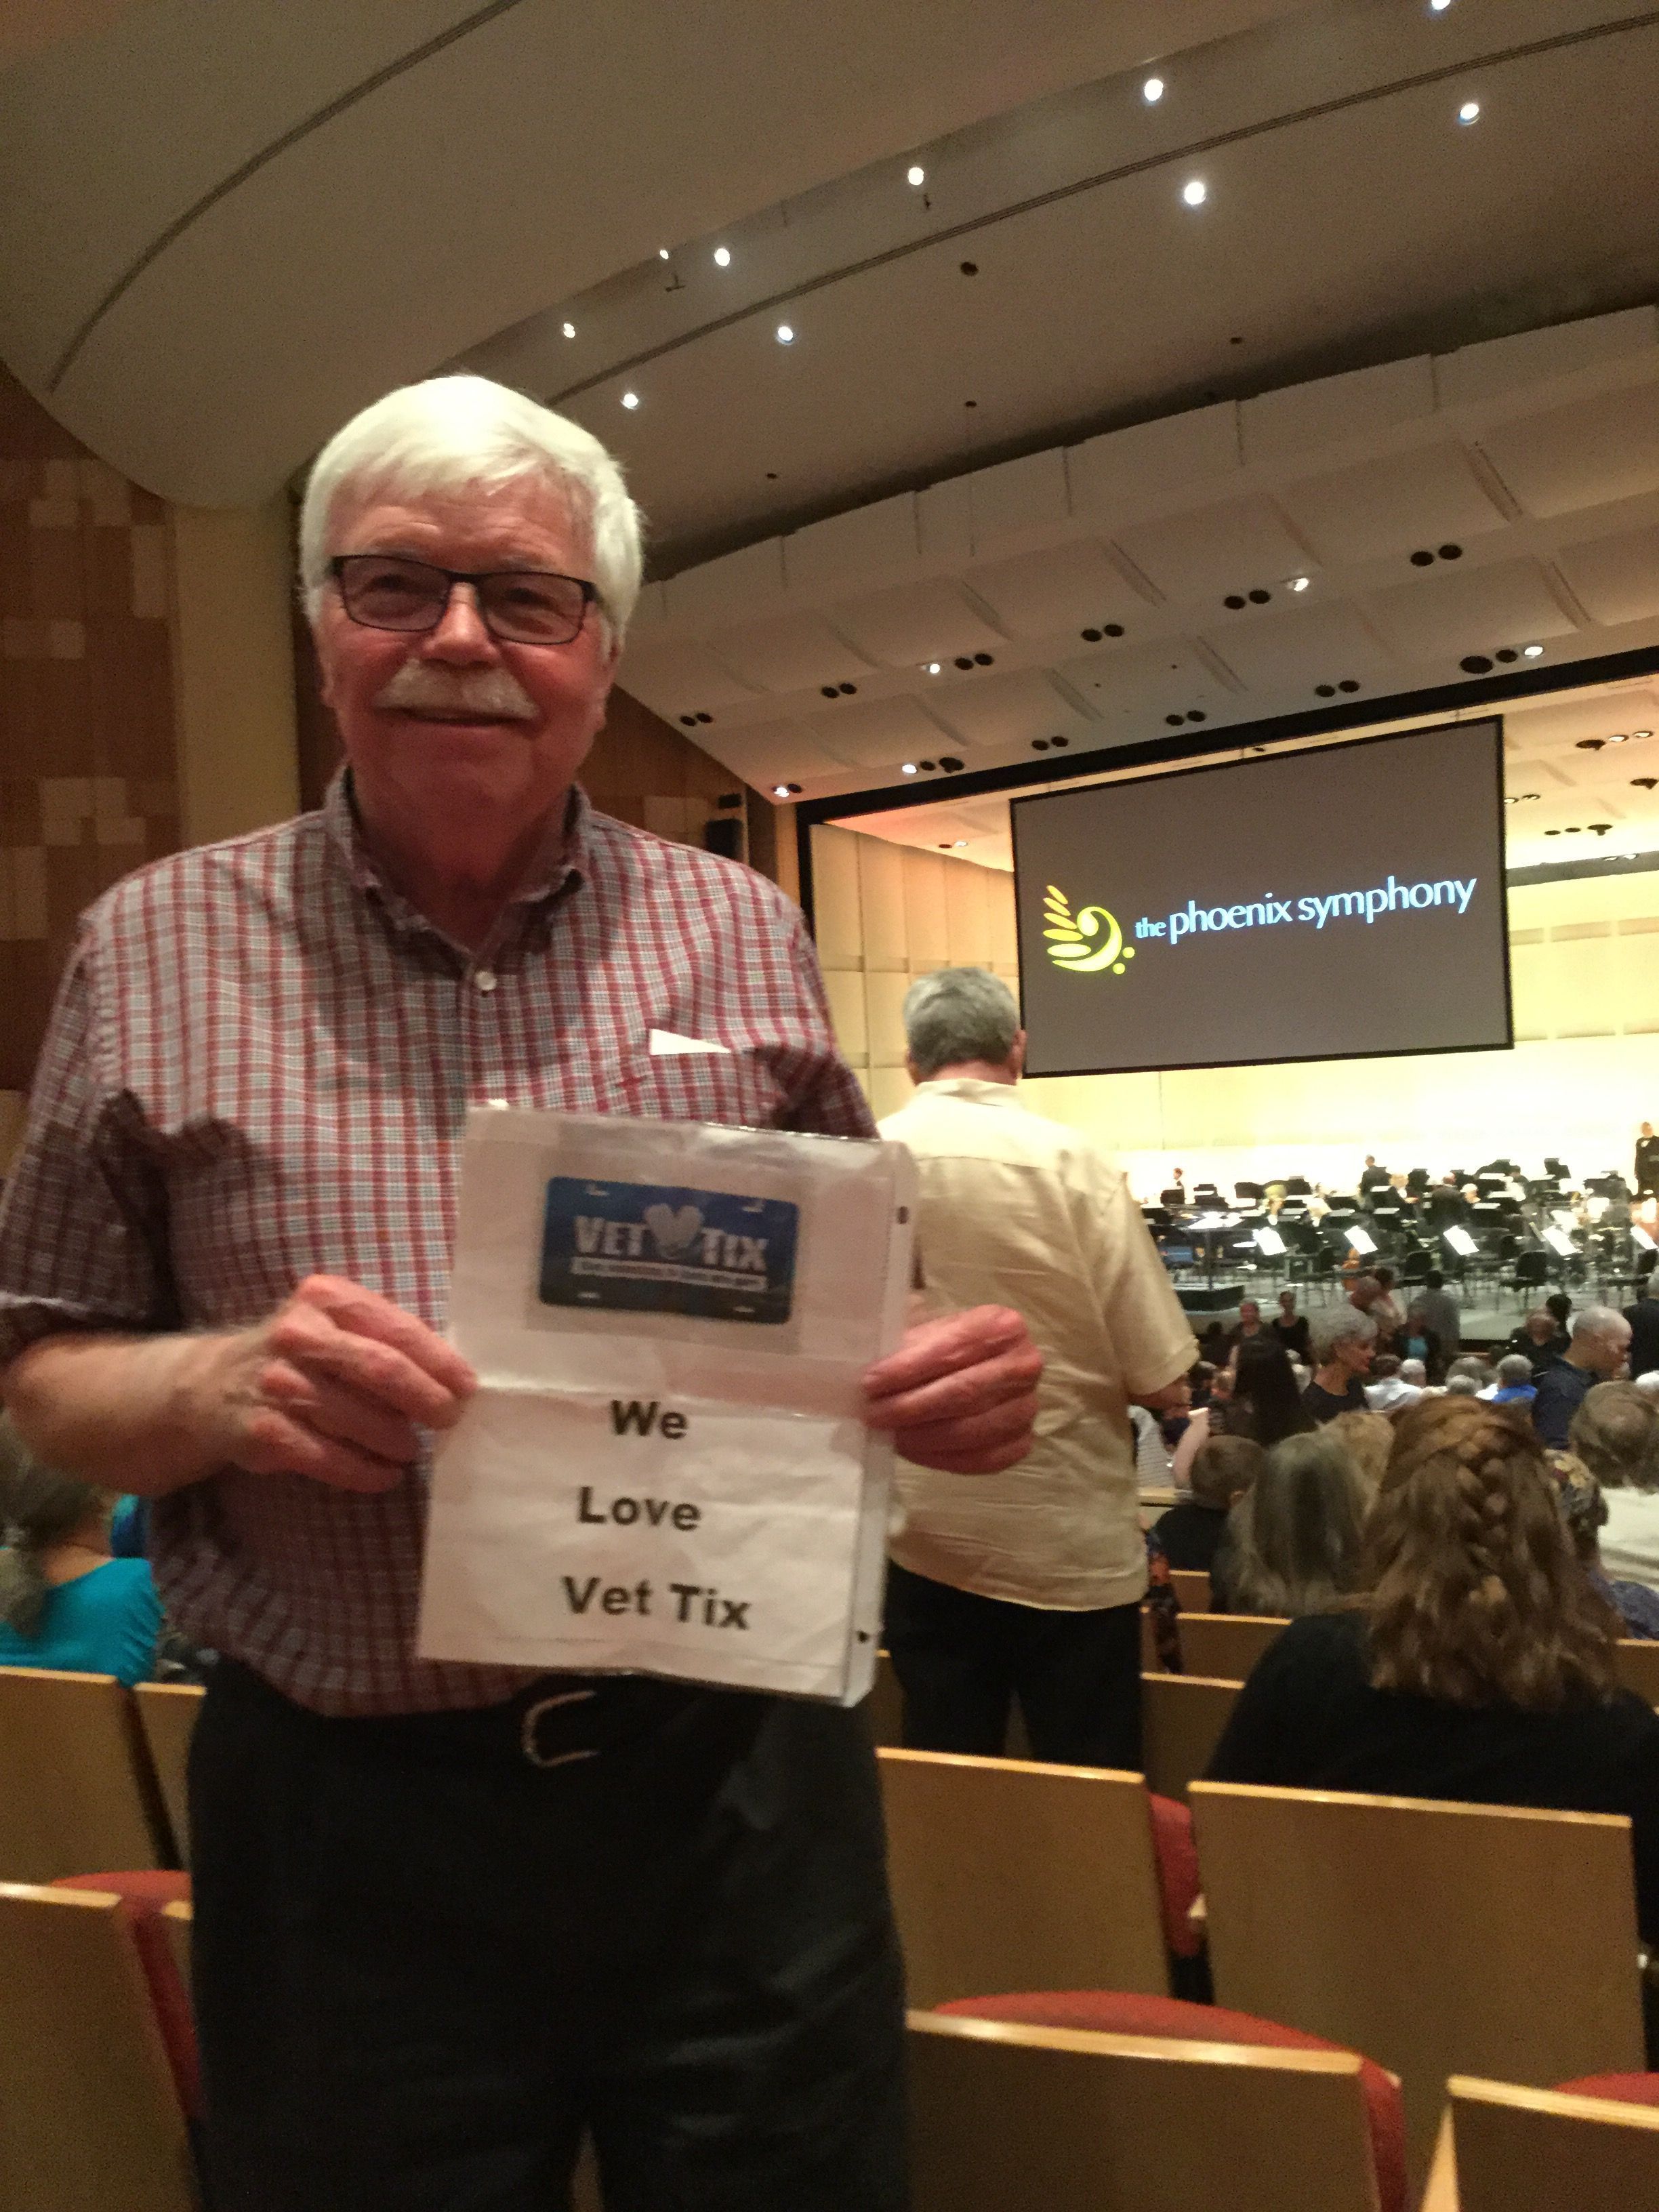 the phoenix symphony
VET TIX
We
Love
Vet Tix